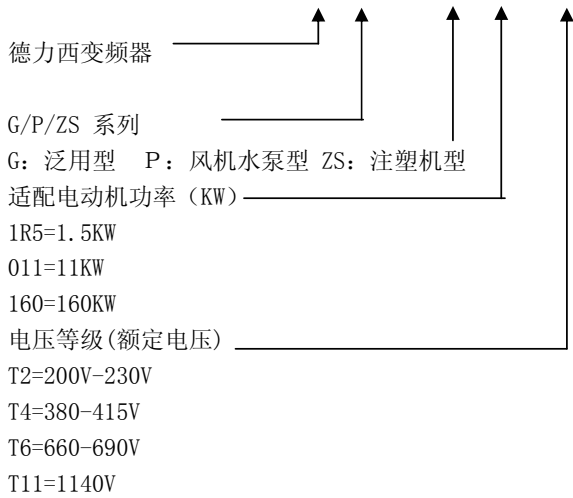 德力西变频器
G/P/ZS 系列
G: 泛用型 P: 风机水泵型 ZS: 注塑机型
适配电动机功率（KW）
1R5=1.5KW
011=11KW
160=160KW
电压等级(额定电压)
T2=200V-230V
T4=380-415V
T6=660-690V
T11=1140V